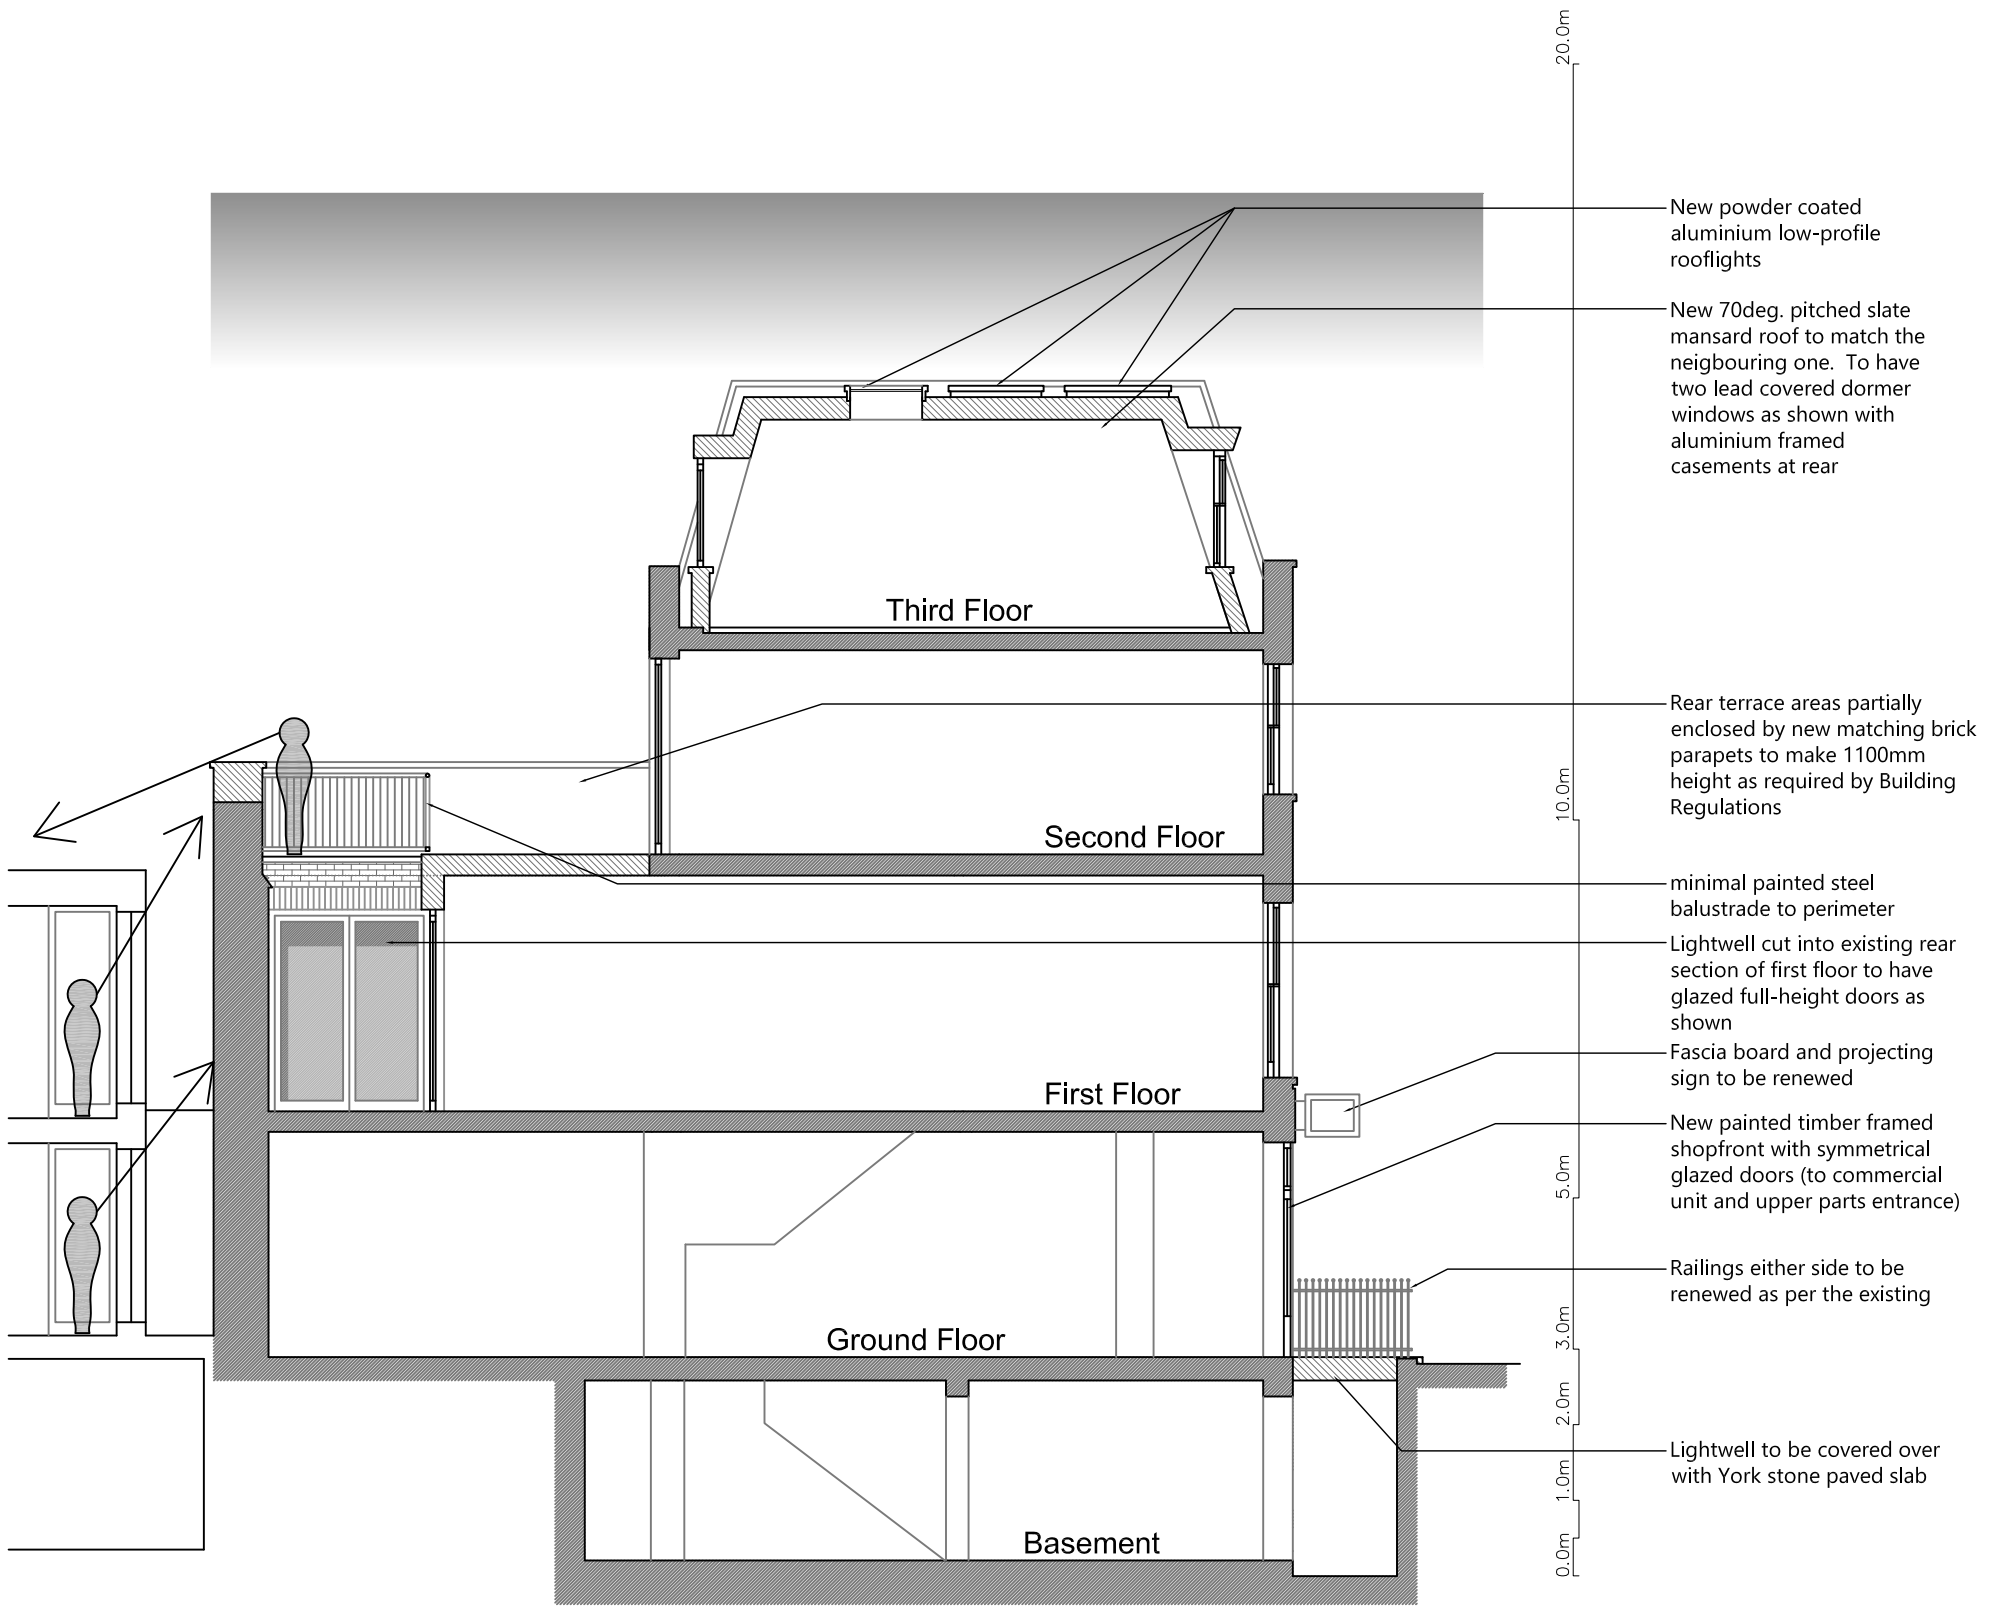 20.0m
New powder coated
aluminium low-profile
rooflights
New 70deg. pitched slate
mansard roof to match the
neigbouring one.  To have
two lead covered dormer
windows as shown with
aluminium framed
casements at rear
Third Floor
Rear terrace areas partially
enclosed by new matching brick
parapets to make 1100mm
height as required by Building
Regulations
10.0m
Second Floor
minimal painted steel
balustrade to perimeter
Lightwell cut into existing rear
section of first floor to have
glazed full-height doors as
shown
Fascia board and projecting
sign to be renewed
First Floor
New painted timber framed
shopfront with symmetrical
glazed doors (to commercial
unit and upper parts entrance)
5.0m
Railings either side to be
renewed as per the existing
Ground Floor
3.0m
2.0m
Lightwell to be covered over
with York stone paved slab
1.0m
Basement
0.0m